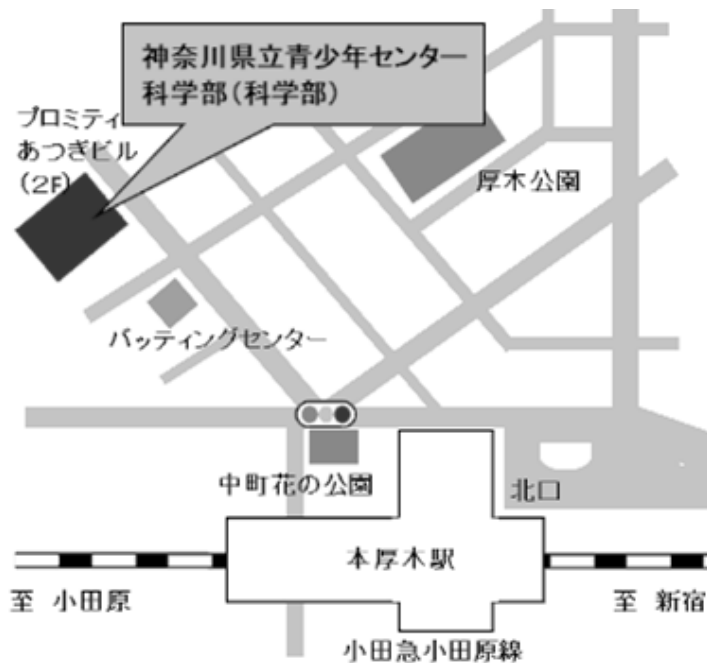 神奈川県立青少年センター
科学部（科学部）
プロミティ
あつぎビル
(2F)
厚木公園
バッティングセンター
中町花の公園
北口
本厚木駅
至 小田原
至 新宿
小田急小田原線